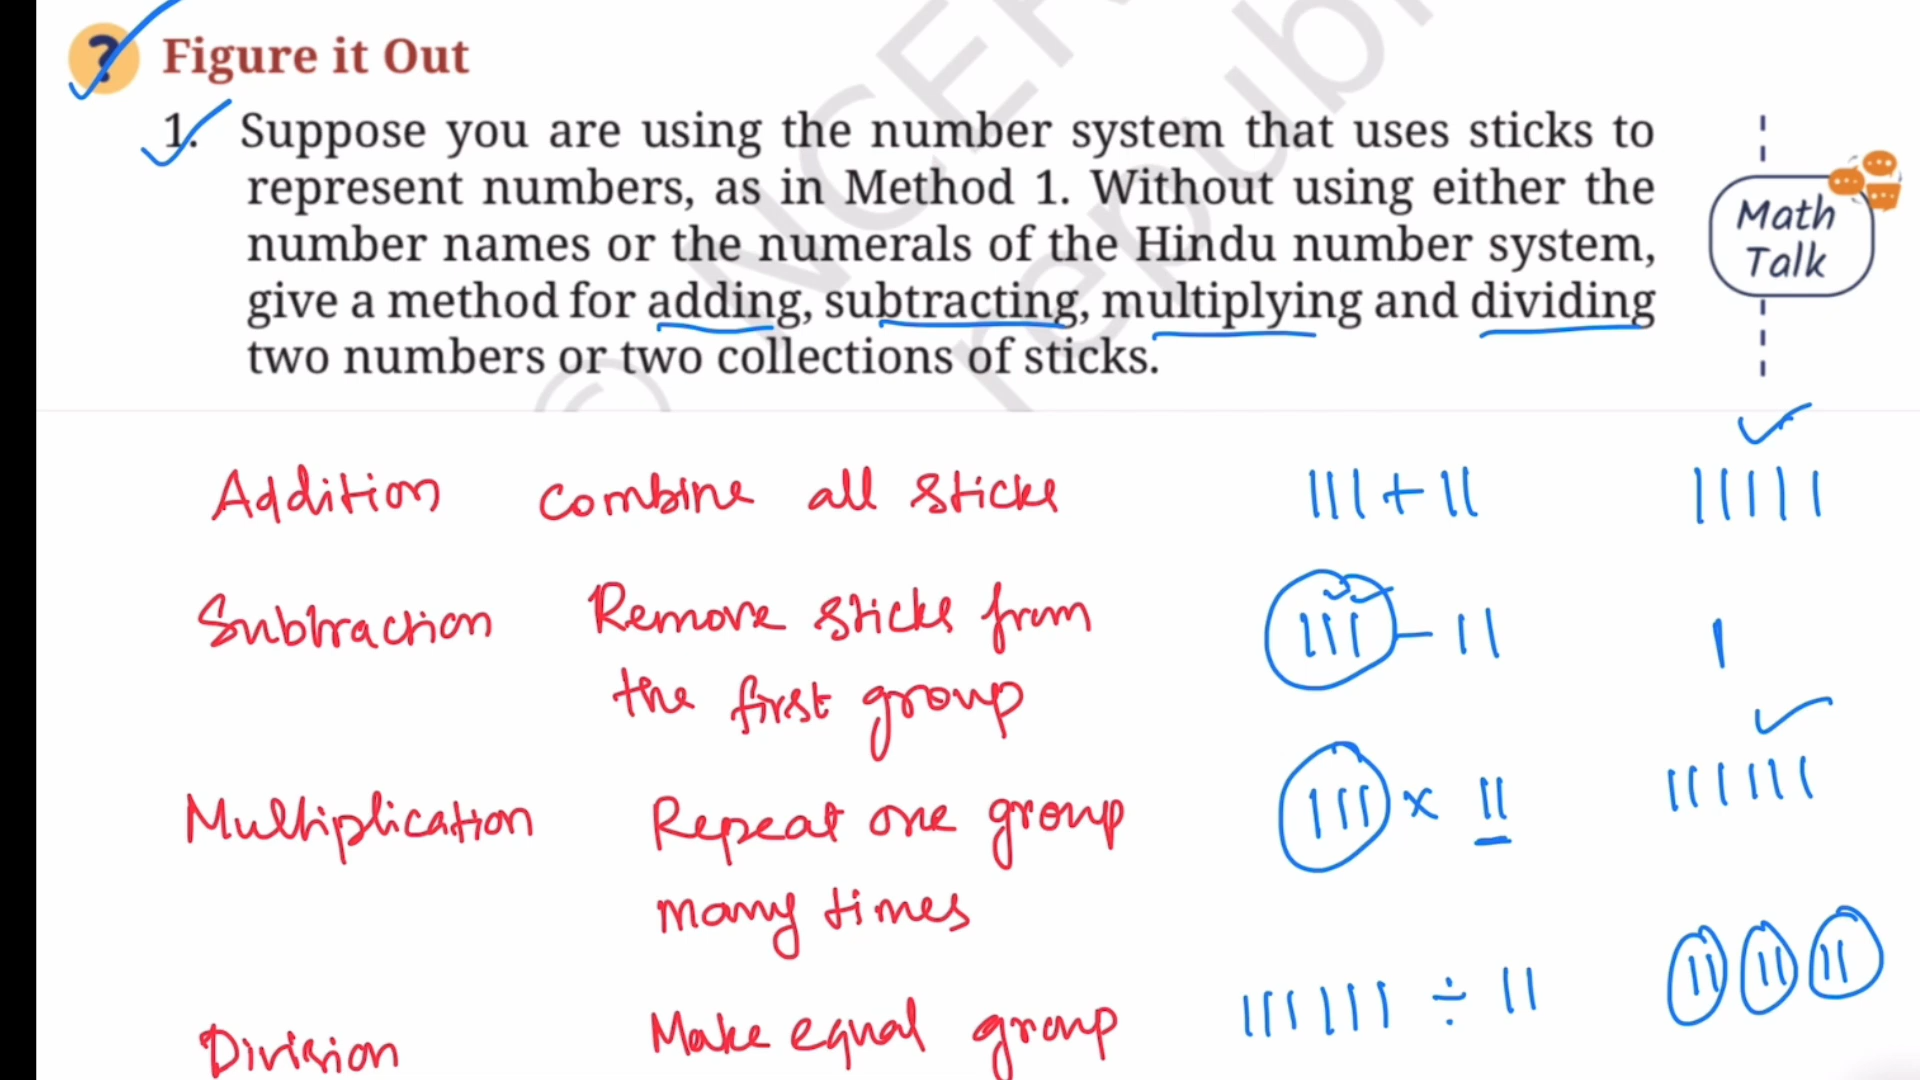 ? Figure it Out
1. Suppose you are using the number system that uses sticks to
represent numbers, as in Method 1. Without using either the
number names or the numerals of the Hindu number system,
give a method for adding, subtracting, multiplying and dividing
two numbers or two collections of sticks.
Math
Talk
© NCER
republ
Addition combine all sticks ||| + || |||||
Subtraction Remove sticks from ||| − || |
the first group
Multiplication Repeat one group ||| × || ||||||
many times
Division Make equal group |||||| ÷ || || || ||